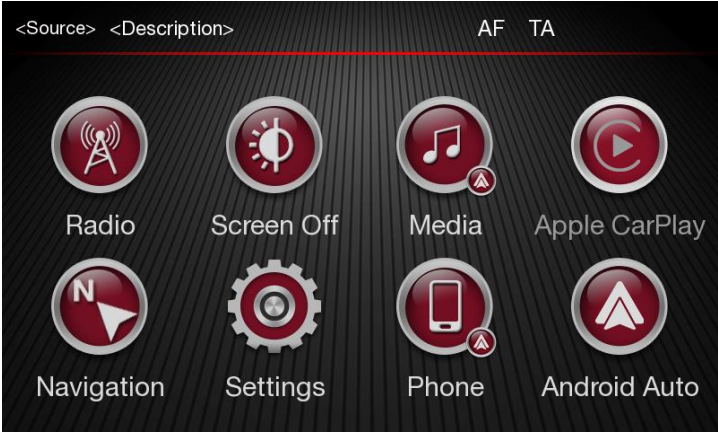 <Source> <Description> AF TA
Radio Screen Off Media Apple CarPlay
N
Navigation Settings Phone Android Auto